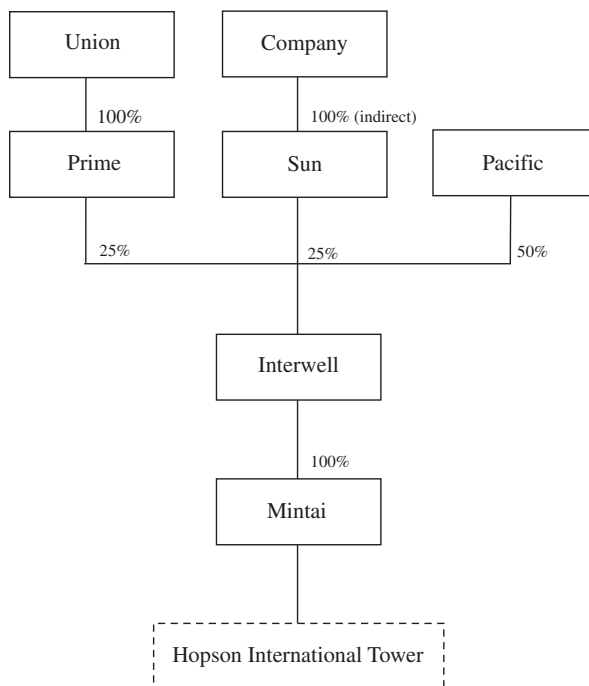 Union
Company
100%
100% (indirect)
Prime
Sun
Pacific
25%
25%
50%
Interwell
100%
Mintai
Hopson International Tower